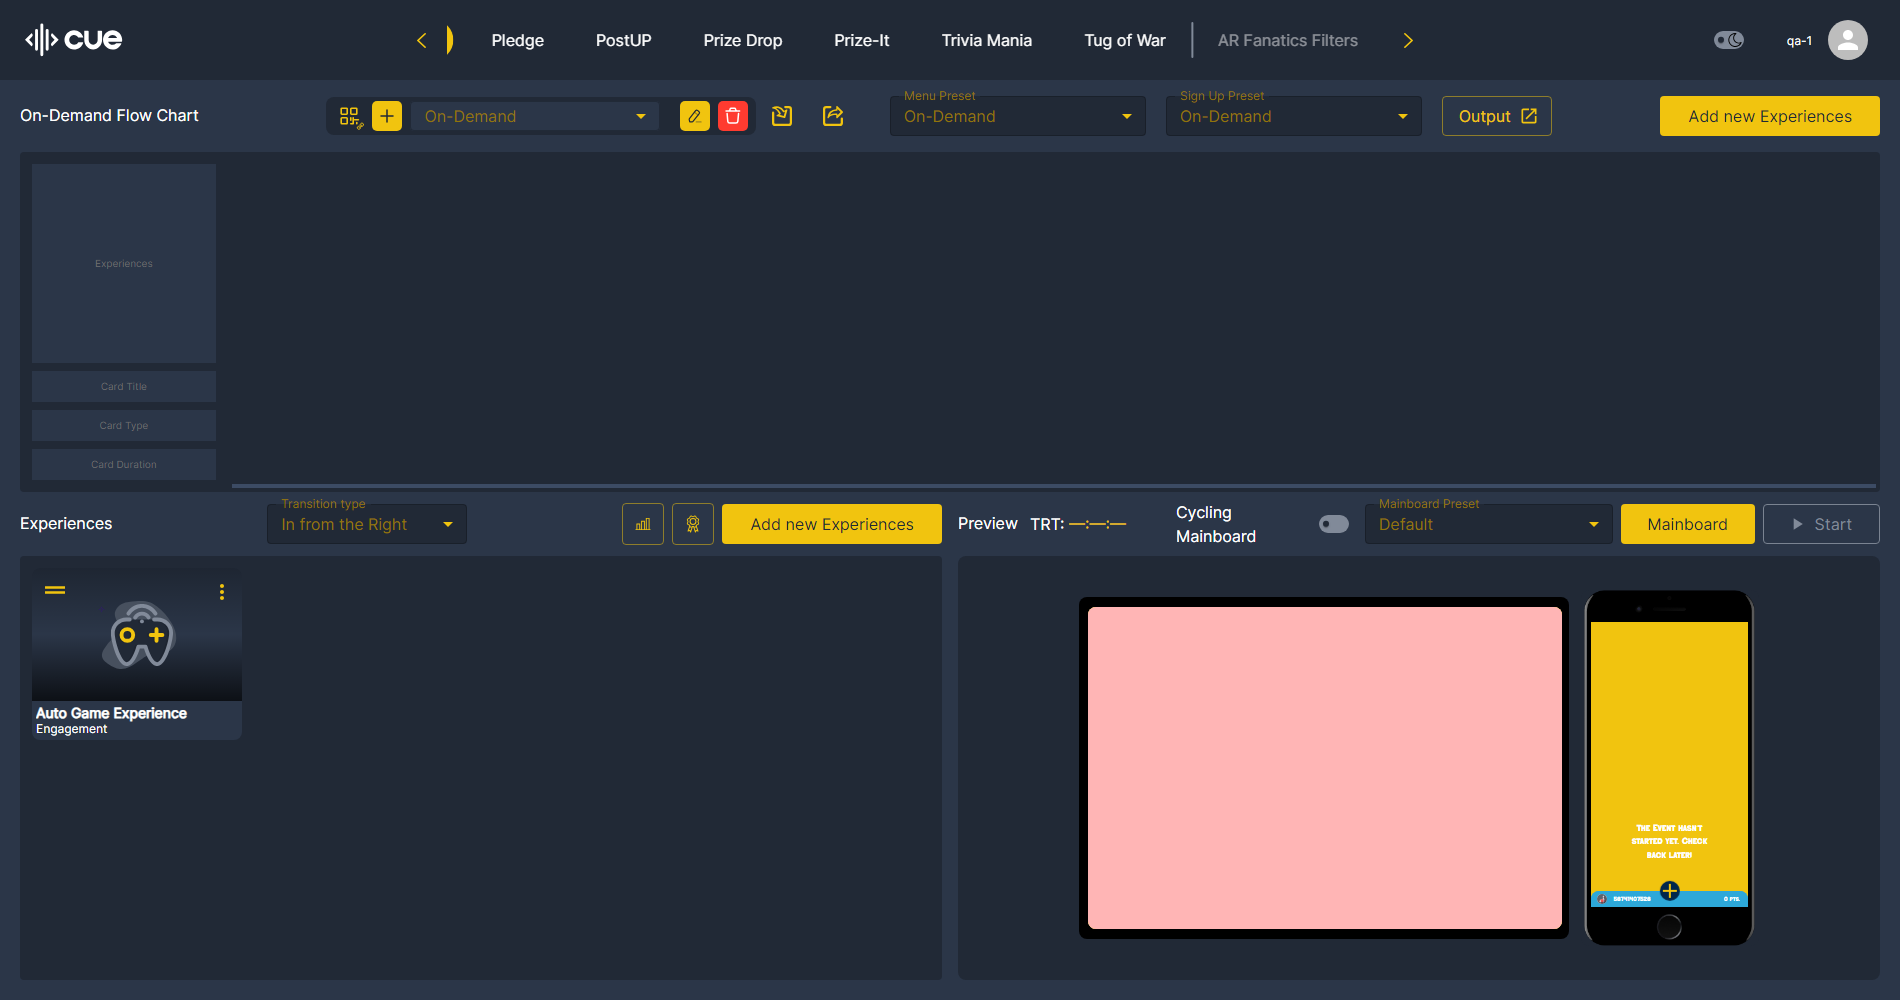 cue
Pledge
PostUP
Prize Drop
Prize-It
Trivia Mania
Tug of War
AR Fanatics Filters
qa-1
On-Demand Flow Chart
On-Demand
Menu Preset
On-Demand
Sign Up Preset
On-Demand
Output
Add new Experiences
Experiences
Card Title
Card Type
Card Duration
Experiences
Transition type
In from the Right
Add new Experiences
Preview
TRT: —:—:—
Cycling
Mainboard
Mainboard Preset
Default
Mainboard
Start
Auto Game Experience
Engagement
The Event hasn't
started yet. Check
back later!
0 pts.